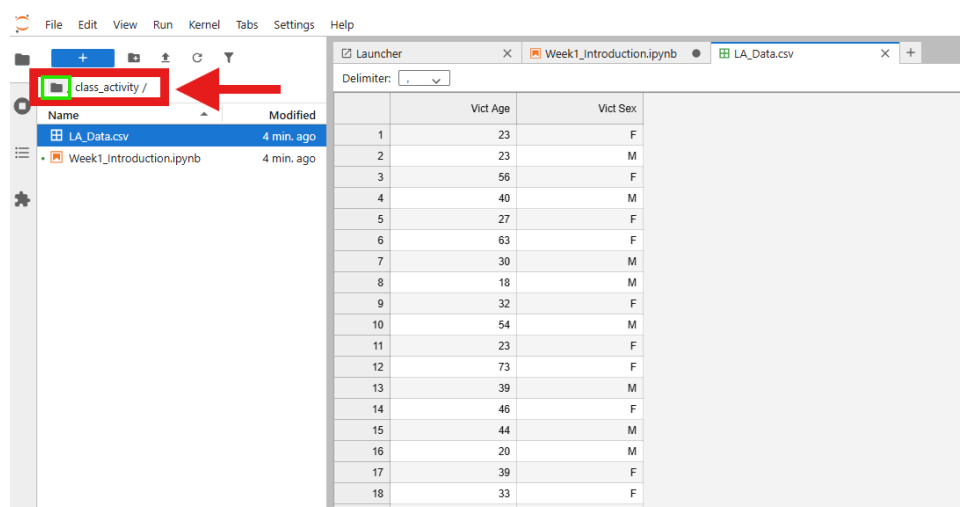 File Edit View Run Kernel Tabs Settings Help
+
class_activity /
Name Modified
LA_Data.csv 4 min. ago
Week1_Introduction.ipynb 4 min. ago
Launcher Week1_Introduction.ipynb LA_Data.csv +
Delimiter: ,
Vict Age Vict Sex
1 23 F
2 23 M
3 56 F
4 40 M
5 27 F
6 63 F
7 30 M
8 18 M
9 32 F
10 54 M
11 23 F
12 73 F
13 39 M
14 46 F
15 44 M
16 20 M
17 39 F
18 33 F